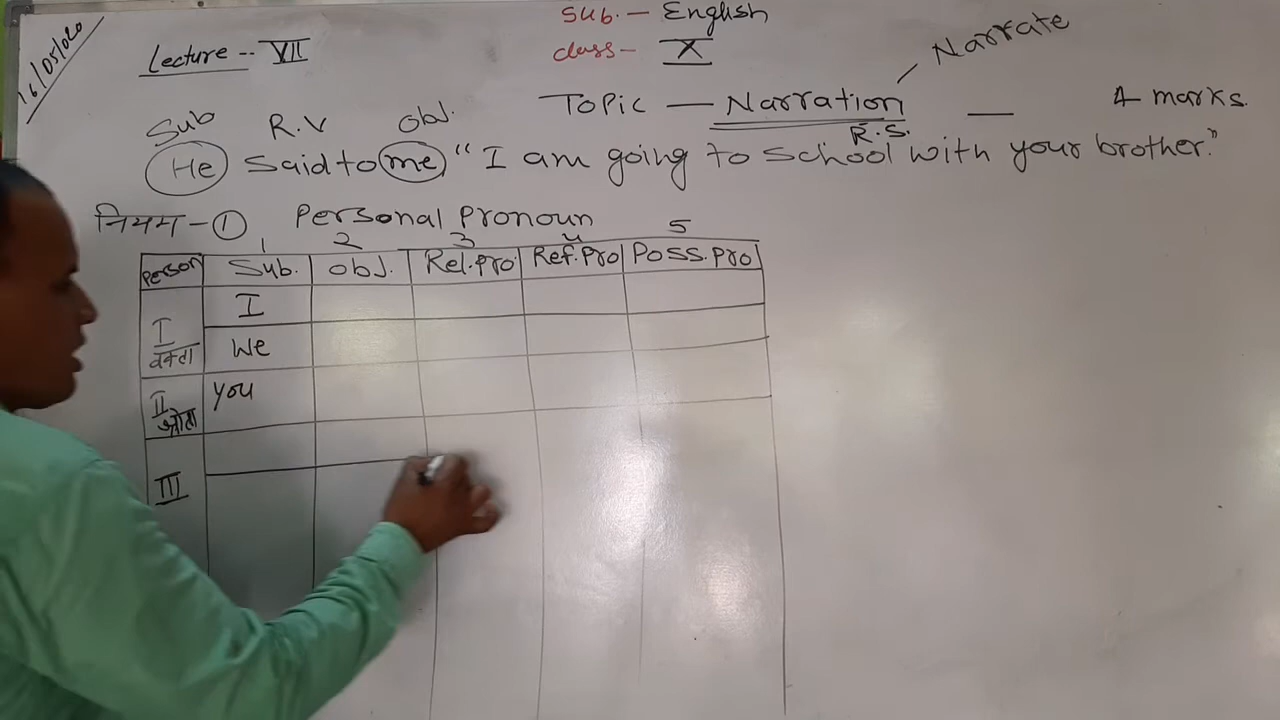 16/05/020
Sub.- English
Lecture -- VII
class- X
Narrate
Topic — Narration — 4 marks.
Sub R.V Obj. R.S.
He Said to me "I am going to School with your brother."
नियम-① Personal Pronoun
1 2 3 4 5
Person Sub. Obj. Rel.pro Ref.Pro Poss.pro
I वक्ता
I
We
II श्रोता
you
III